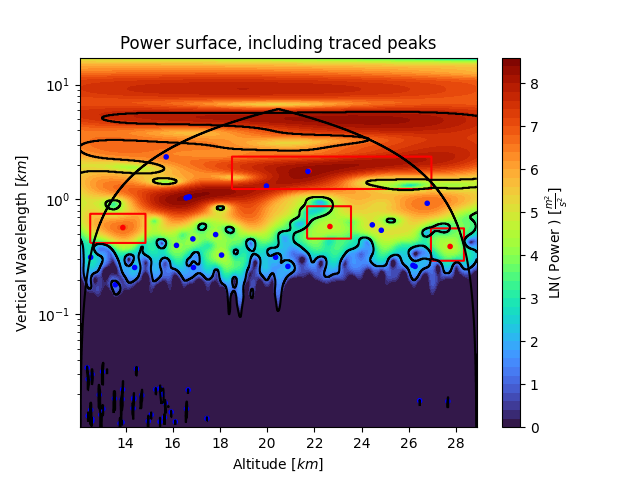 Power surface, including traced peaks
10¹
10⁰
10⁻¹
Vertical Wavelength [km]
14 16 18 20 22 24 26 28
Altitude [km]
8
7
6
5
4
3
2
1
0
LN( Power ) [m²/s²]